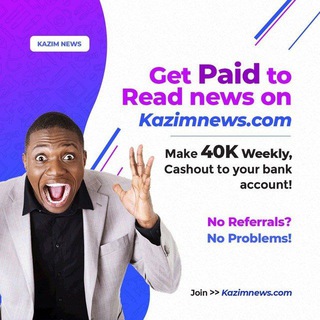 KAZIM NEWS
Get Paid to
Read news on
Kazimnews.com
Make 40K Weekly,
Cashout to your bank
account!
No Referrals?
No Problems!
Join >> Kazimnews.com